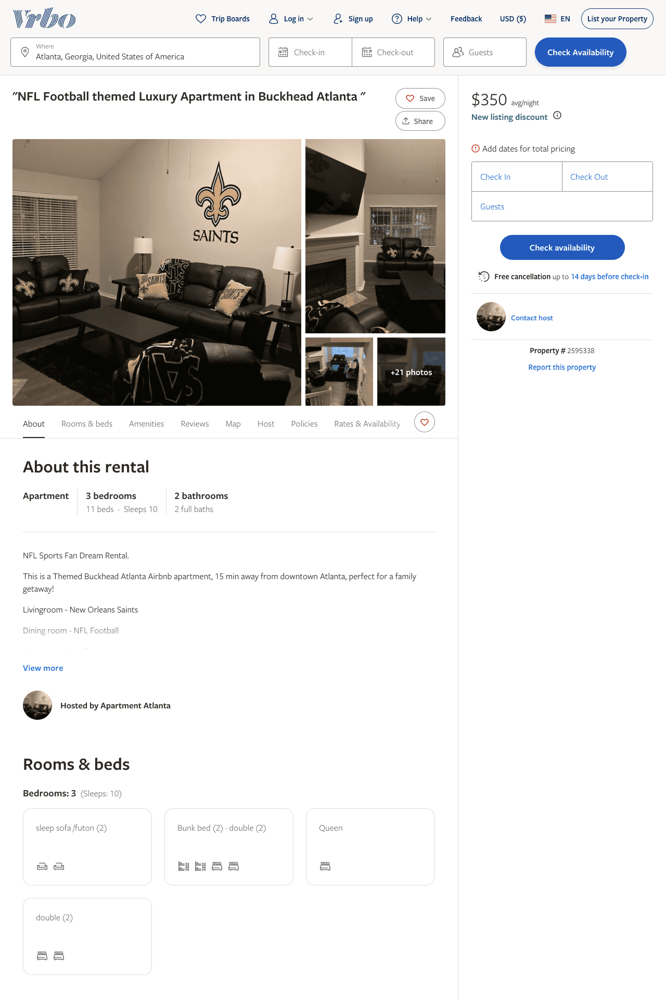 Vrbo
Trip Boards
Log in
Sign up
Help
Feedback
USD ($)
EN
List your Property
Where
Atlanta, Georgia, United States of America
Check-in
Check-out
Guests
Check Availability
"NFL Football themed Luxury Apartment in Buckhead Atlanta "
Save
Share
SAINTS
GO SAINTS
SAINTS
+21 photos
$350 avg/night
New listing discount
Add dates for total pricing
Check In
Check Out
Guests
Check availability
Free cancellation up to 14 days before check-in
Contact host
Property # 2595338
Report this property
About
Rooms & beds
Amenities
Reviews
Map
Host
Policies
Rates & Availability
About this rental
Apartment
3 bedrooms
11 beds · Sleeps 10
2 bathrooms
2 full baths
NFL Sports Fan Dream Rental.
This is a Themed Buckhead Atlanta Airbnb apartment, 15 min away from downtown Atlanta, perfect for a family
getaway!
Livingroom - New Orleans Saints
Dining room - NFL Football
View more
Hosted by Apartment Atlanta
Rooms & beds
Bedrooms: 3 (Sleeps: 10)
sleep sofa /futon (2)
Bunk bed (2) · double (2)
Queen
double (2)